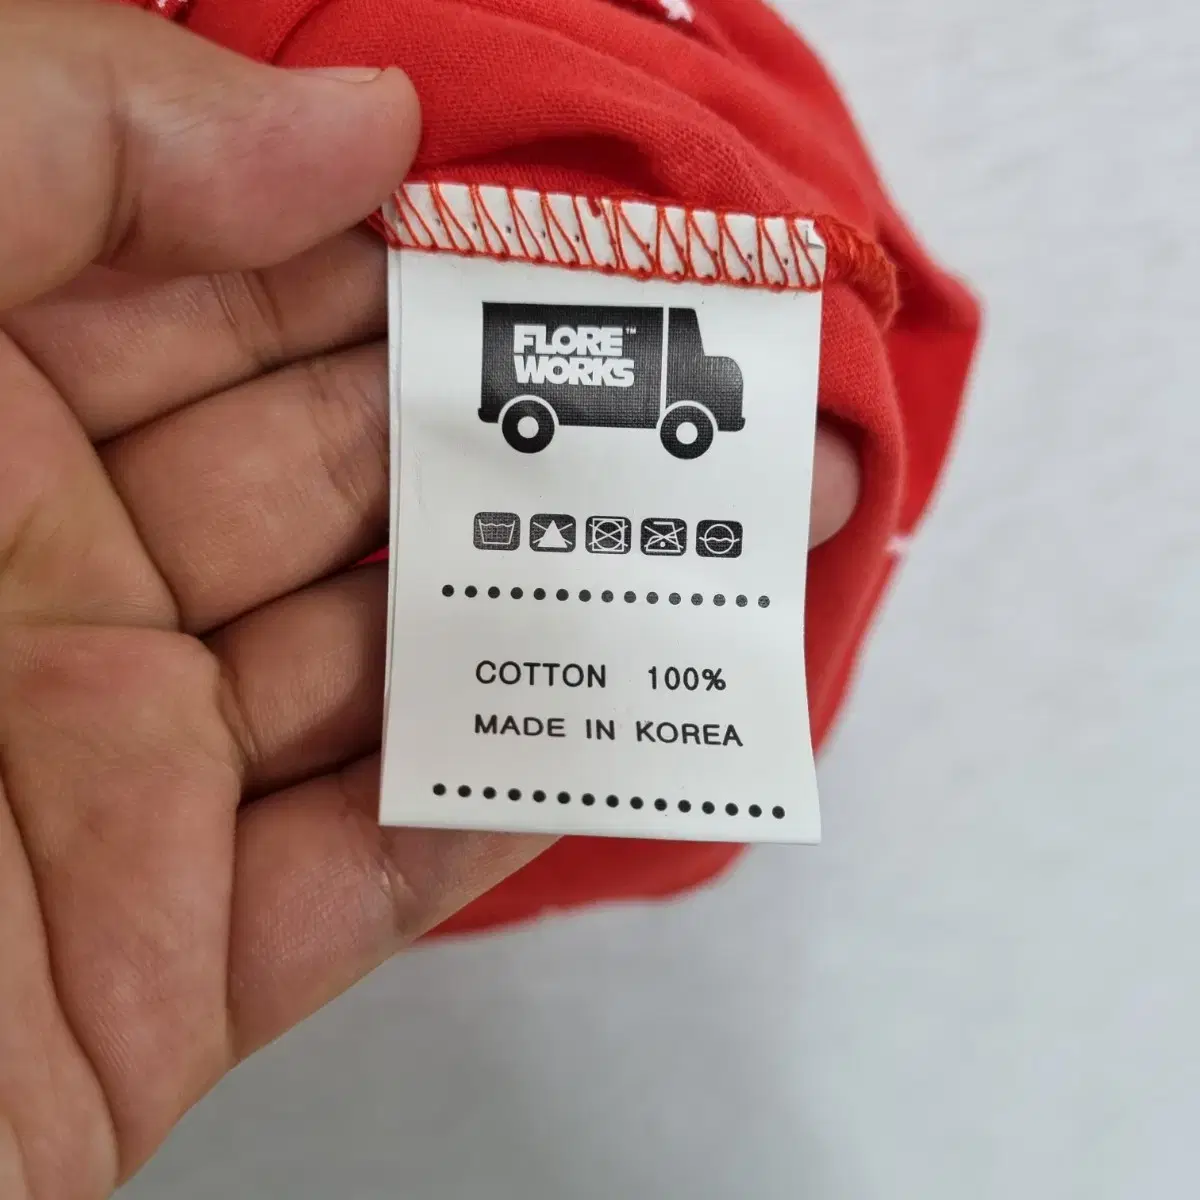 FLORE™
WORKS
COTTON 100%
MADE IN KOREA